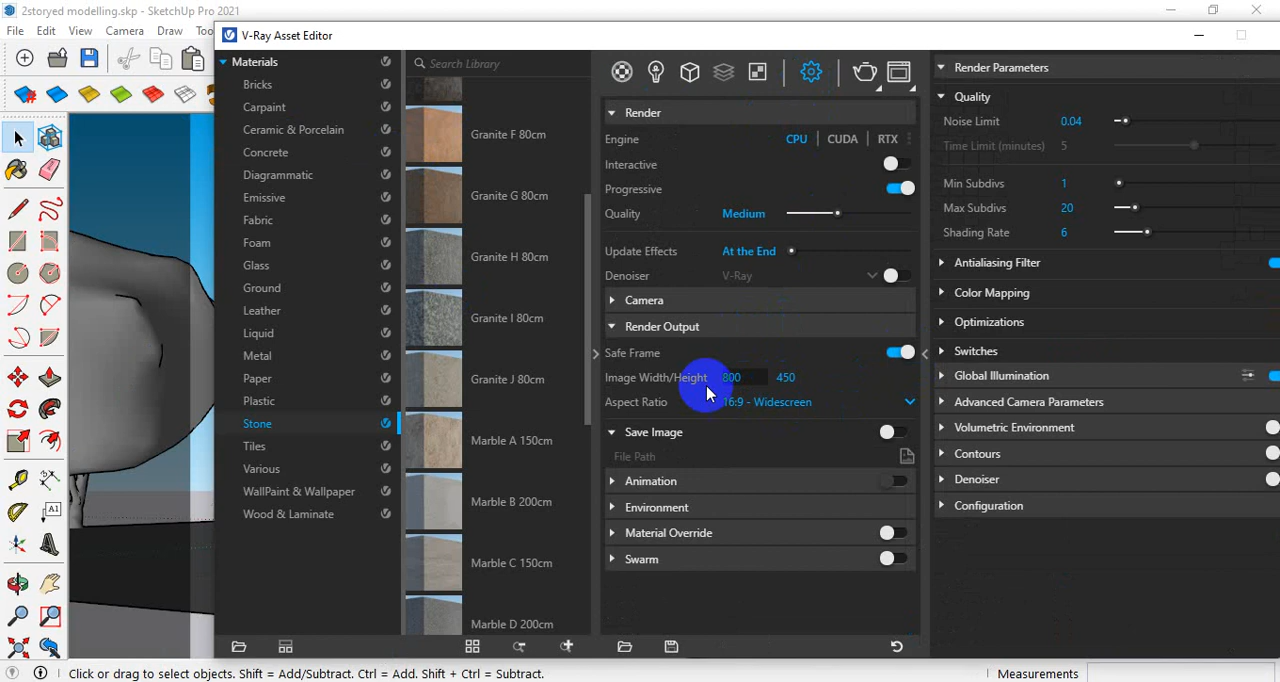 2storyed modelling.skp - SketchUp Pro 2021
File Edit View Camera Draw Too
V-Ray Asset Editor
Materials
Bricks
Carpaint
Ceramic & Porcelain
Concrete
Diagrammatic
Emissive
Fabric
Foam
Glass
Ground
Leather
Liquid
Metal
Paper
Plastic
Stone
Tiles
Various
WallPaint & Wallpaper
Wood & Laminate
Search Library
Granite F 80cm
Granite G 80cm
Granite H 80cm
Granite I 80cm
Granite J 80cm
Marble A 150cm
Marble B 200cm
Marble C 150cm
Marble D 200cm
Render
Engine CPU CUDA RTX
Interactive
Progressive
Quality Medium
Update Effects At the End
Denoiser V-Ray
Camera
Render Output
Safe Frame
Image Width/Height 800 450
Aspect Ratio 16:9 - Widescreen
Save Image
File Path
Animation
Environment
Material Override
Swarm
Render Parameters
Quality
Noise Limit 0.04
Time Limit (minutes) 5
Min Subdivs 1
Max Subdivs 20
Shading Rate 6
Antialiasing Filter
Color Mapping
Optimizations
Switches
Global Illumination
Advanced Camera Parameters
Volumetric Environment
Contours
Denoiser
Configuration
A1
Click or drag to select objects. Shift = Add/Subtract. Ctrl = Add. Shift + Ctrl = Subtract.
Measurements